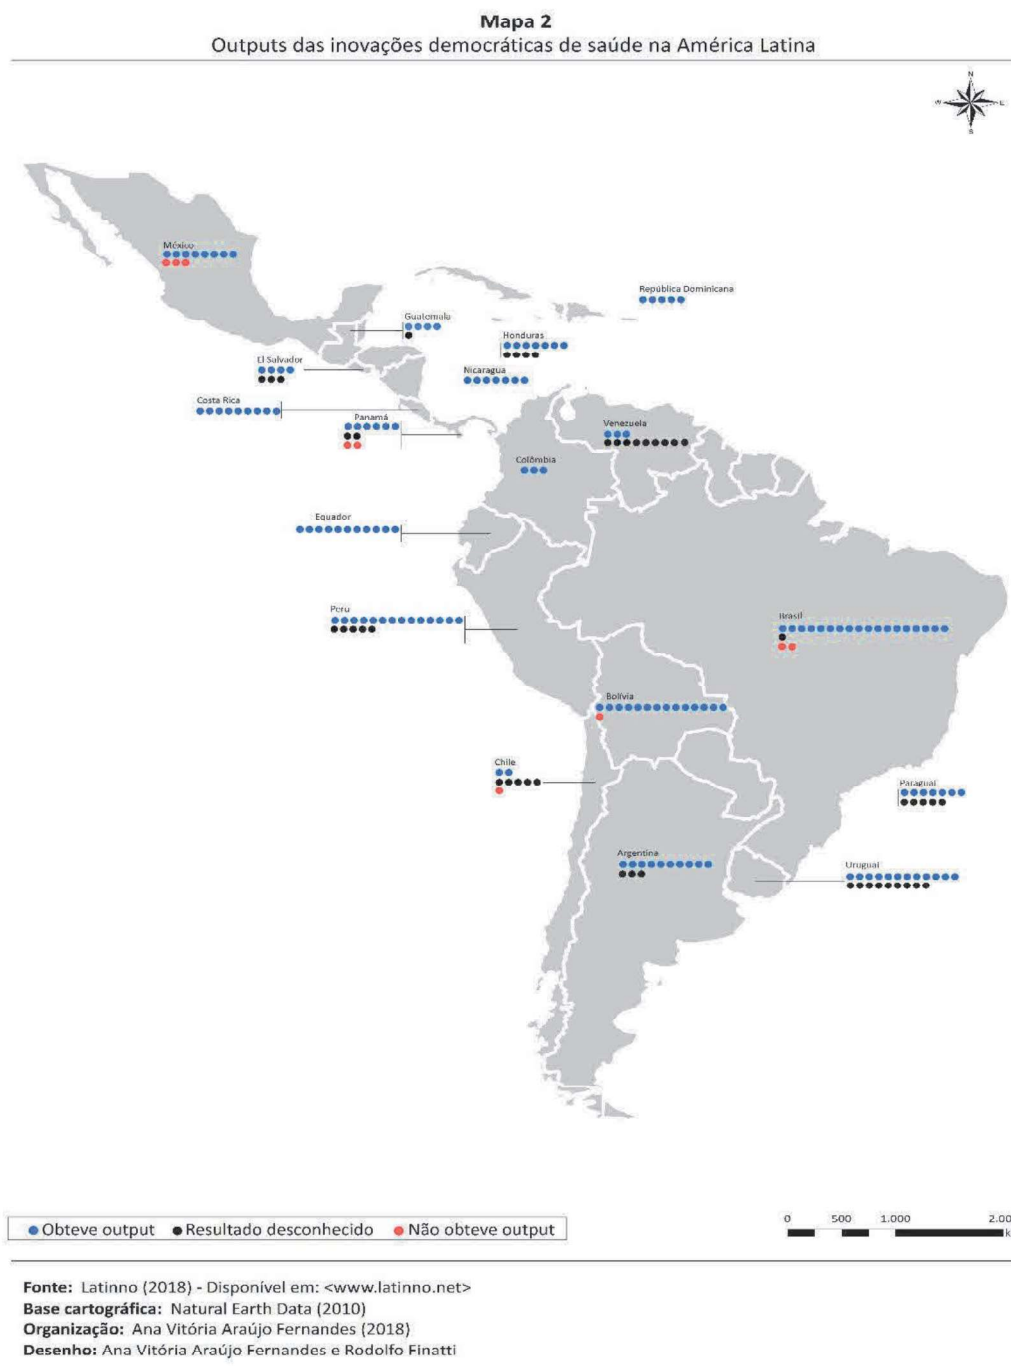 Mapa 2
Outputs das inovações democráticas de saúde na América Latina
N
W
E
S
México
República Dominicana
Guatemala
Honduras
El Salvador
Nicaragua
Costa Rica
Panamá
Venezuela
Colômbia
Equador
Peru
Brasil
Bolívia
Chile
Paraguai
Argentina
Uruguai
Obteve output Resultado desconhecido Não obteve output
0 500 1.000 2.00
k
Fonte: Latinno (2018) - Disponível em: <www.latinno.net>
Base cartográfica: Natural Earth Data (2010)
Organização: Ana Vitória Araújo Fernandes (2018)
Desenho: Ana Vitória Araújo Fernandes e Rodolfo Finatti